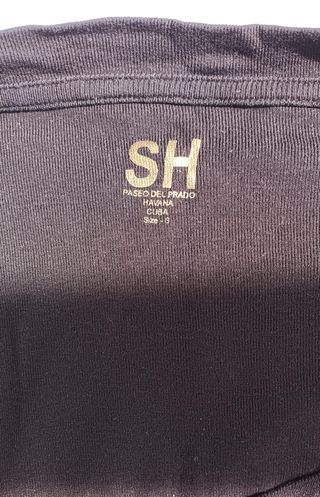 SH
PASEO DEL PRADO
HAVANA
CUBA
Size - S